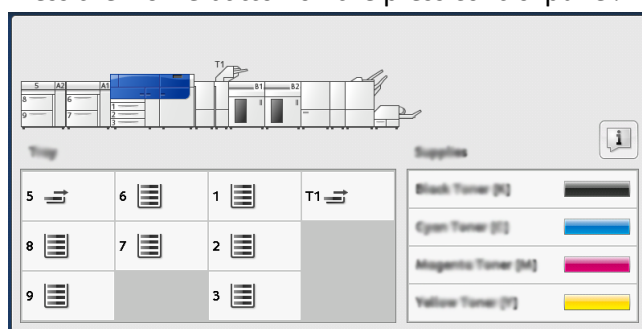 T1
5 A2 A1 B1 B2
8 6 1
9 7 2
3
Tray
Supplies
5 6 1 T1
8 7 2
9 3
Black Toner [K]
Cyan Toner [C]
Magenta Toner [M]
Yellow Toner [Y]